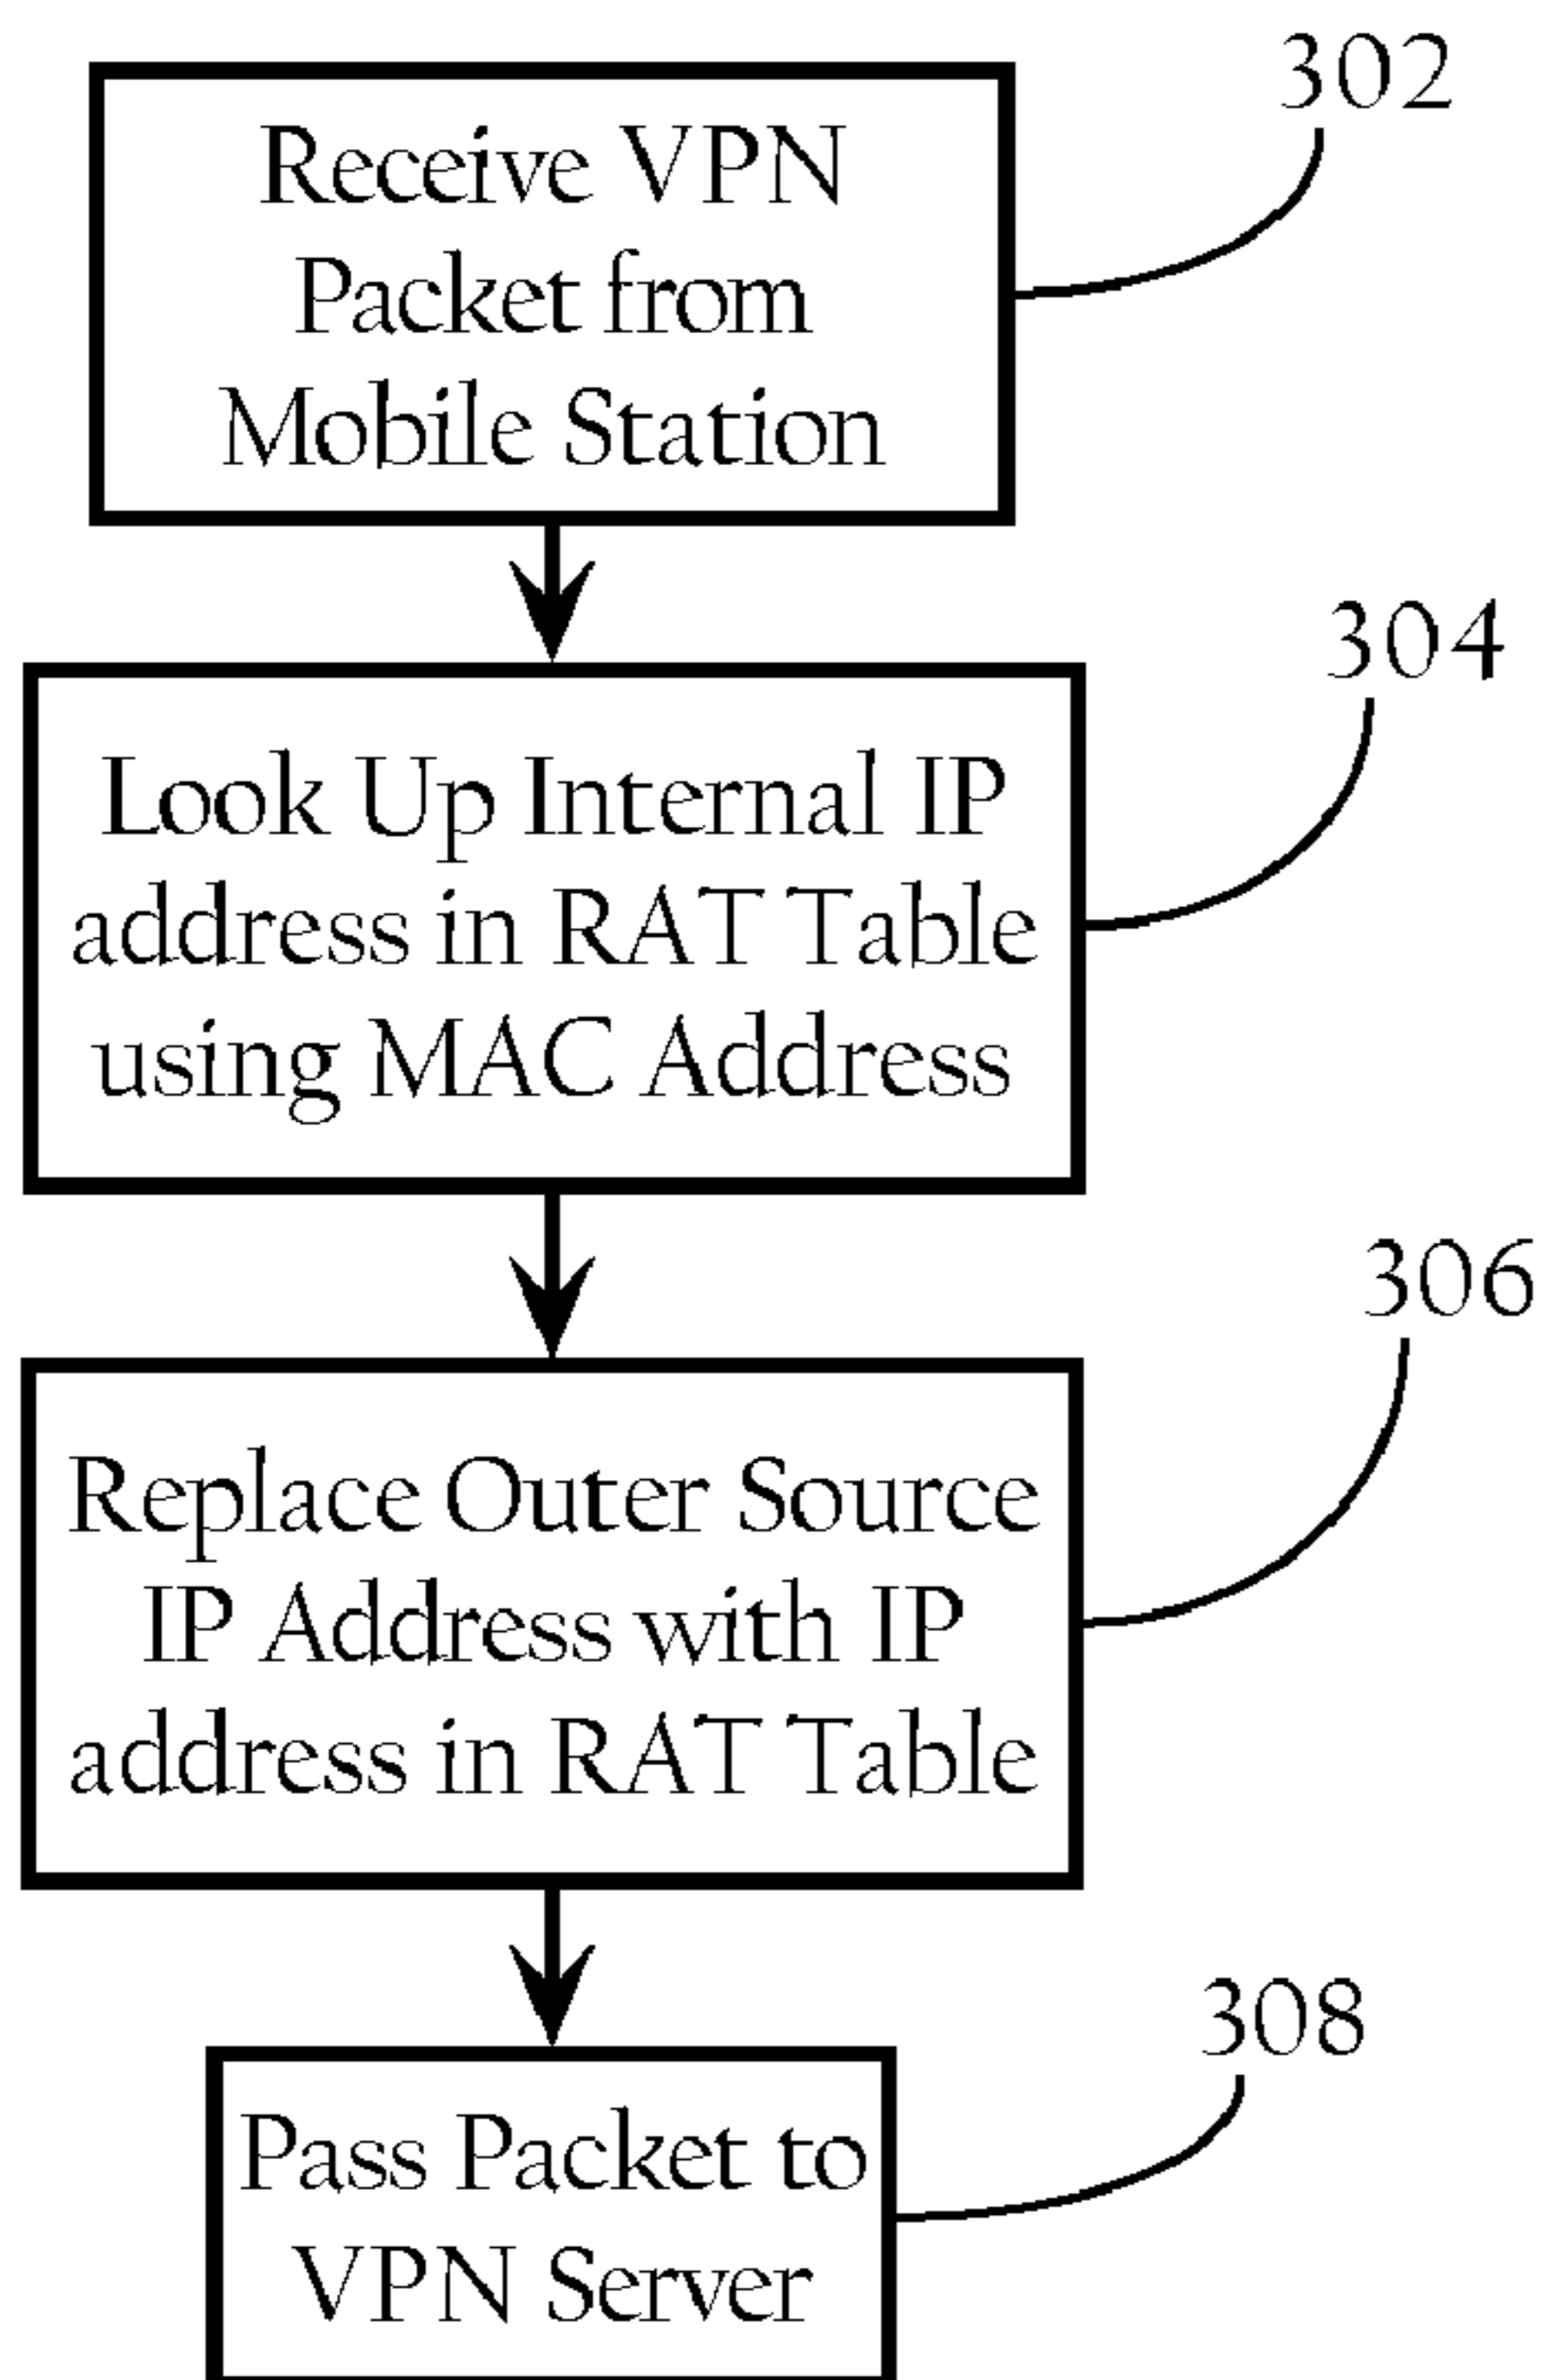 302
Receive VPN
Packet from
Mobile Station
304
Look Up Internal IP
address in RAT Table
using MAC Address
306
Replace Outer Source
IP Address with IP
address in RAT Table
308
Pass Packet to
VPN Server